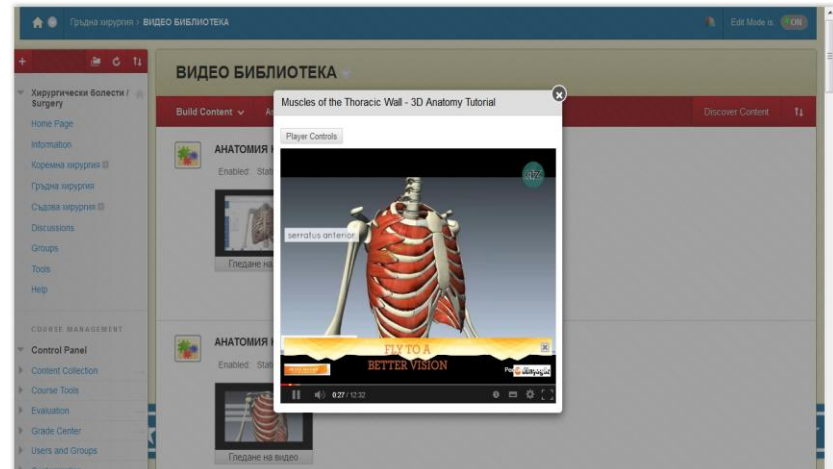 Гръдна хирургия > ВИДЕО БИБЛИОТЕКА
Edit Mode is: ON
Хирургически болести / Surgery
Home Page
Information
Коремна хирургия
Гръдна хирургия
Съдова хирургия
Discussions
Groups
Tools
Help
COURSE MANAGEMENT
Control Panel
Content Collection
Course Tools
Evaluation
Grade Center
Users and Groups
ВИДЕО БИБЛИОТЕКА
Build Content
Discover Content
АНАТОМИЯ
Enabled: Stat
Гледане на
АНАТОМИЯ
Enabled: Stat
Гледане на видео
Muscles of the Thoracic Wall - 3D Anatomy Tutorial
Player Controls
AZ
serratus anterior
FLY TO A
BETTER VISION
0:27 / 12:32